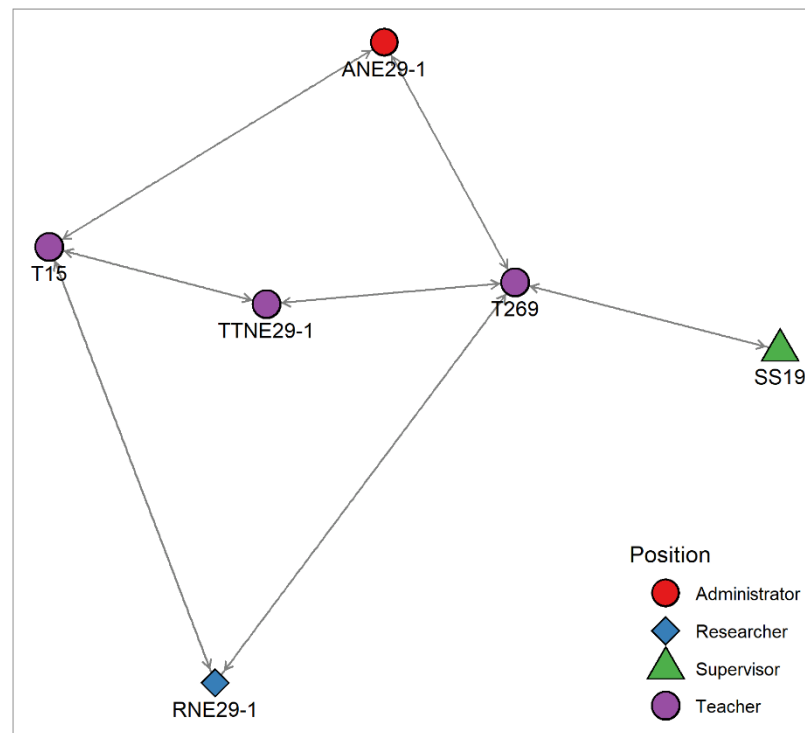 ANE29-1
T15
TTNE29-1
T269
SS19
RNE29-1
Position
Administrator
Researcher
Supervisor
Teacher